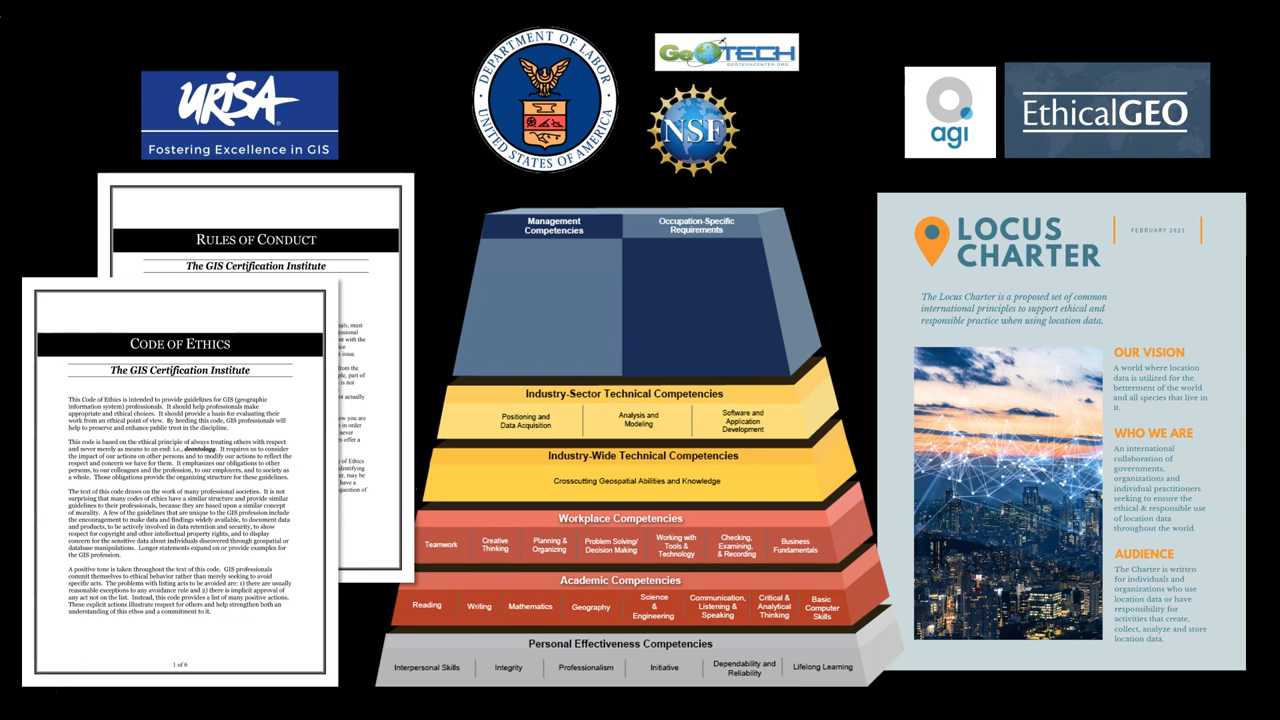 URISA
Fostering Excellence in GIS
DEPARTMENT OF LABOR
UNITED STATES OF AMERICA
GeoTECH
GEOTECHCENTER.ORG
NSF
agi
EthicalGEO
RULES OF CONDUCT
The GIS Certification Institute
CODE OF ETHICS
The GIS Certification Institute
This Code of Ethics is intended to provide guidelines for GIS (geographic
information system) professionals. It should help professionals make
appropriate and ethical choices. It should provide a basis for evaluating their
work from an ethical point of view. By heeding this code, GIS professionals will
help to preserve and enhance public trust in the discipline.
This code is based on the ethical principle of always treating others with respect
and never merely as means to an end: i.e., deontology. It requires us to consider
the impact of our actions on other persons and to modify our actions to reflect the
respect and concern we have for them. It emphasizes our obligations to other
persons, to our colleagues and the profession, to our employers, and to society as
a whole. Those obligations provide the organizing structure for these guidelines.
The text of this code draws on the work of many professional societies. It is not
surprising that many codes of ethics have a similar structure and provide similar
guidelines to their professionals, because they are based upon a similar concept
of morality. A few of the guidelines that are unique to the GIS profession include
the encouragement to make data and findings widely available, to document data
and products, to be actively involved in data retention and security, to show
respect for copyright and other intellectual property rights, and to display
concern for the sensitive data about individuals discovered through geospatial or
database manipulations. Longer statements expand on or provide examples for
the GIS profession.
A positive tone is taken throughout the text of this code. GIS professionals
commit themselves to ethical behavior rather than merely seeking to avoid
specific acts. The problems with listing acts to be avoided are: 1) there are usually
reasonable exceptions to any avoidance rule and 2) there is implicit approval of
any act not on the list. Instead, this code provides a list of many positive actions.
These explicit actions illustrate respect for others and help strengthen both an
understanding of this ethos and a commitment to it.
1 of 6
Management
Competencies
Occupation-Specific
Requirements
Industry-Sector Technical Competencies
Positioning and
Data Acquisition
Analysis and
Modeling
Software and
Application
Development
Industry-Wide Technical Competencies
Crosscutting Geospatial Abilities and Knowledge
Workplace Competencies
Teamwork
Creative
Thinking
Planning &
Organizing
Problem Solving/
Decision Making
Working with
Tools &
Technology
Checking,
Examining,
& Recording
Business
Fundamentals
Academic Competencies
Reading
Writing
Mathematics
Geography
Science
&
Engineering
Communication,
Listening &
Speaking
Critical &
Analytical
Thinking
Basic
Computer
Skills
Personal Effectiveness Competencies
Interpersonal Skills
Integrity
Professionalism
Initiative
Dependability and
Reliability
Lifelong Learning
LOCUS
CHARTER
FEBRUARY 2021
The Locus Charter is a proposed set of common
international principles to support ethical and
responsible practice when using location data.
OUR VISION
A world where location
data is utilized for the
betterment of the world
and all species that live in
it.
WHO WE ARE
An international
collaboration of
governments,
organizations and
individual practitioners
seeking to ensure the
ethical & responsible use
of location data
throughout the world.
AUDIENCE
The Charter is written
for individuals and
organizations who use
location data or have
responsibility for
activities that create,
collect, analyze and store
location data.